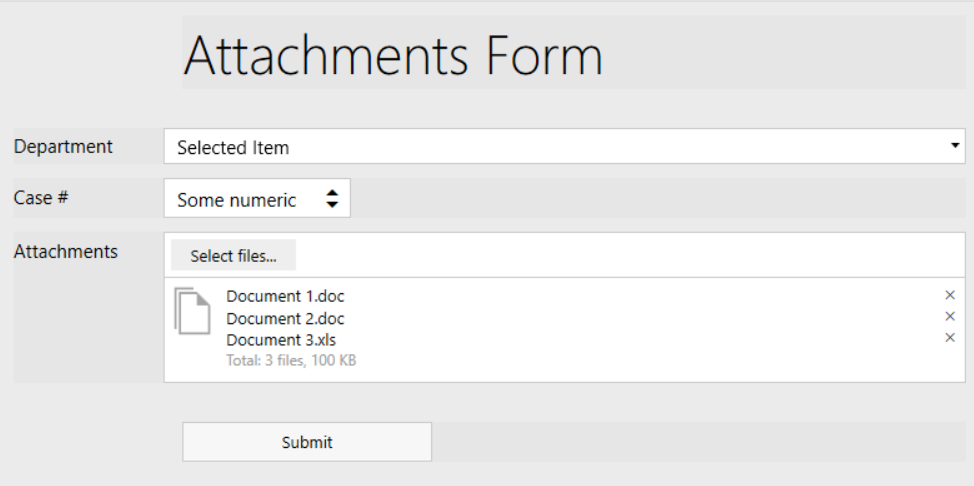 Attachments Form
Department
Selected Item
Case #
Some numeric
Attachments
Select files...
Document 1.doc
Document 2.doc
Document 3.xls
Total: 3 files, 100 KB
Submit